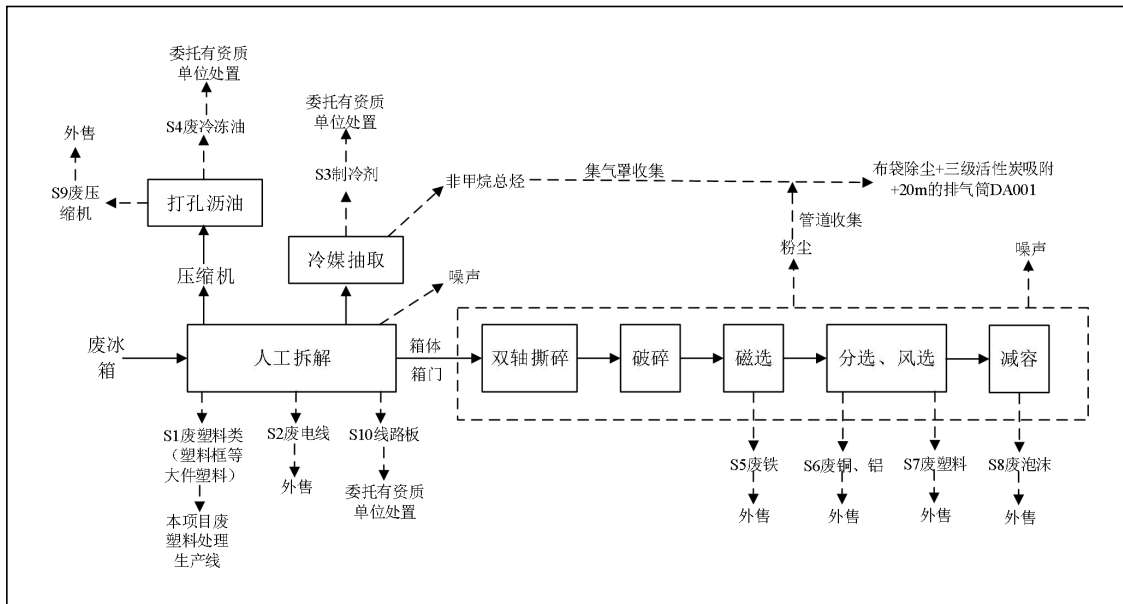 委托有资质
单位处置
委托有资质
单位处置
外售
S4废冷冻油
S9废压
缩机
打孔沥油
S3制冷剂
非甲烷总烃
集气罩收集
布袋除尘+三级活性炭吸附
+20m的排气筒DA001
管道收集
粉尘
噪声
压缩机
冷媒抽取
噪声
废冰
箱
人工拆解
箱体
箱门
双轴撕碎
破碎
磁选
分选、风选
减容
S1废塑料类
（塑料框等
大件塑料）
S2废电线
S10线路板
S5废铁
S6废铜、铝
S7废塑料
S8废泡沫
外售
委托有资质
单位处置
外售
外售
外售
外售
本项目废
塑料处理
生产线